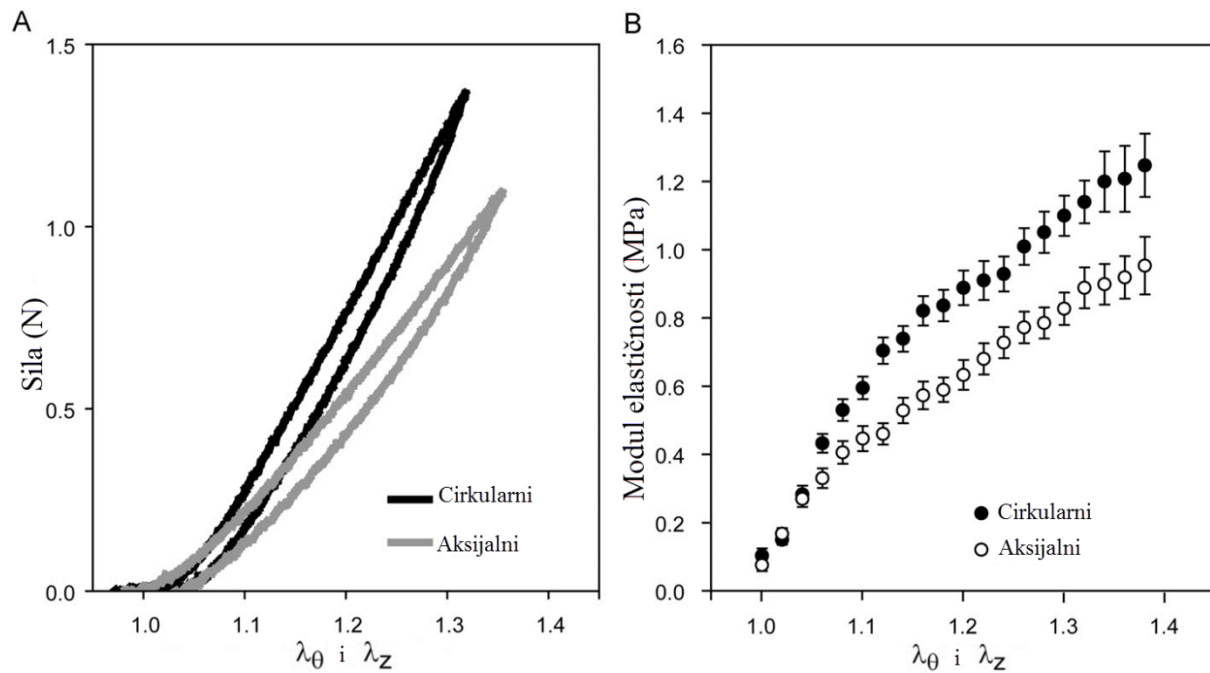 A
Sila (N)
1.5
1.0
0.5
0.0
Cirkularni
Aksijalni
1.0 1.1 1.2 1.3 1.4
λθ i λz
B
Modul elastičnosti (MPa)
1.6
1.4
1.2
1.0
0.8
0.6
0.4
0.2
0.0
Cirkularni
Aksijalni
1.0 1.1 1.2 1.3 1.4
λθ i λz